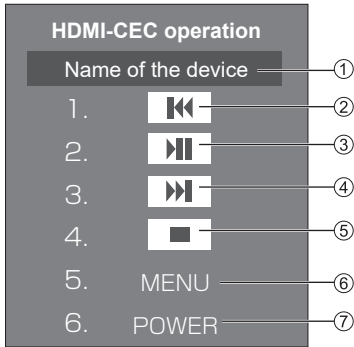 HDMI-CEC operation
Name of the device ①
1. ②
2. ③
3. ④
4. ⑤
5. MENU ⑥
6. POWER ⑦